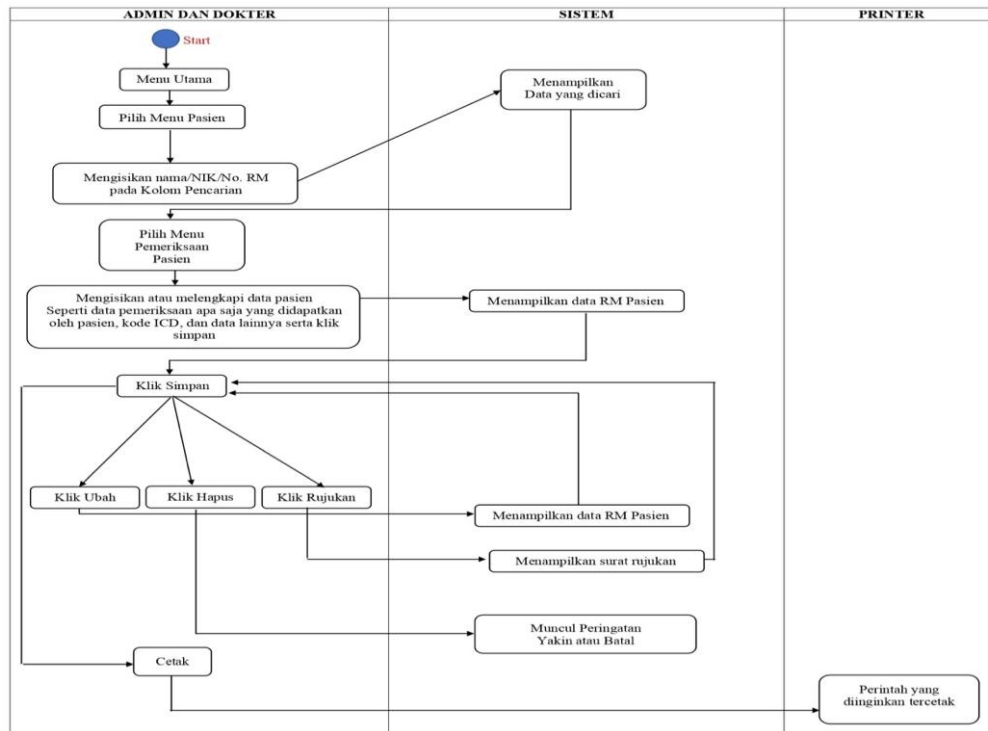 ADMIN DAN DOKTER
SISTEM
PRINTER
Start
Menu Utama
Pilih Menu Pasien
Menampilkan
Data yang dicari
Mengisikan nama/NIK/No. RM
pada Kolom Pencarian
Pilih Menu
Pemeriksaan
Pasien
Mengisikan atau melengkapi data pasien
Seperti data pemeriksaan apa saja yang didapatkan
oleh pasien, kode ICD, dan data lainnya serta klik
simpan
Menampilkan data RM Pasien
Klik Simpan
Klik Ubah
Klik Hapus
Klik Rujukan
Menampilkan data RM Pasien
Menampilkan surat rujukan
Muncul Peringatan
Yakin atau Batal
Cetak
Perintah yang
diinginkan tercetak